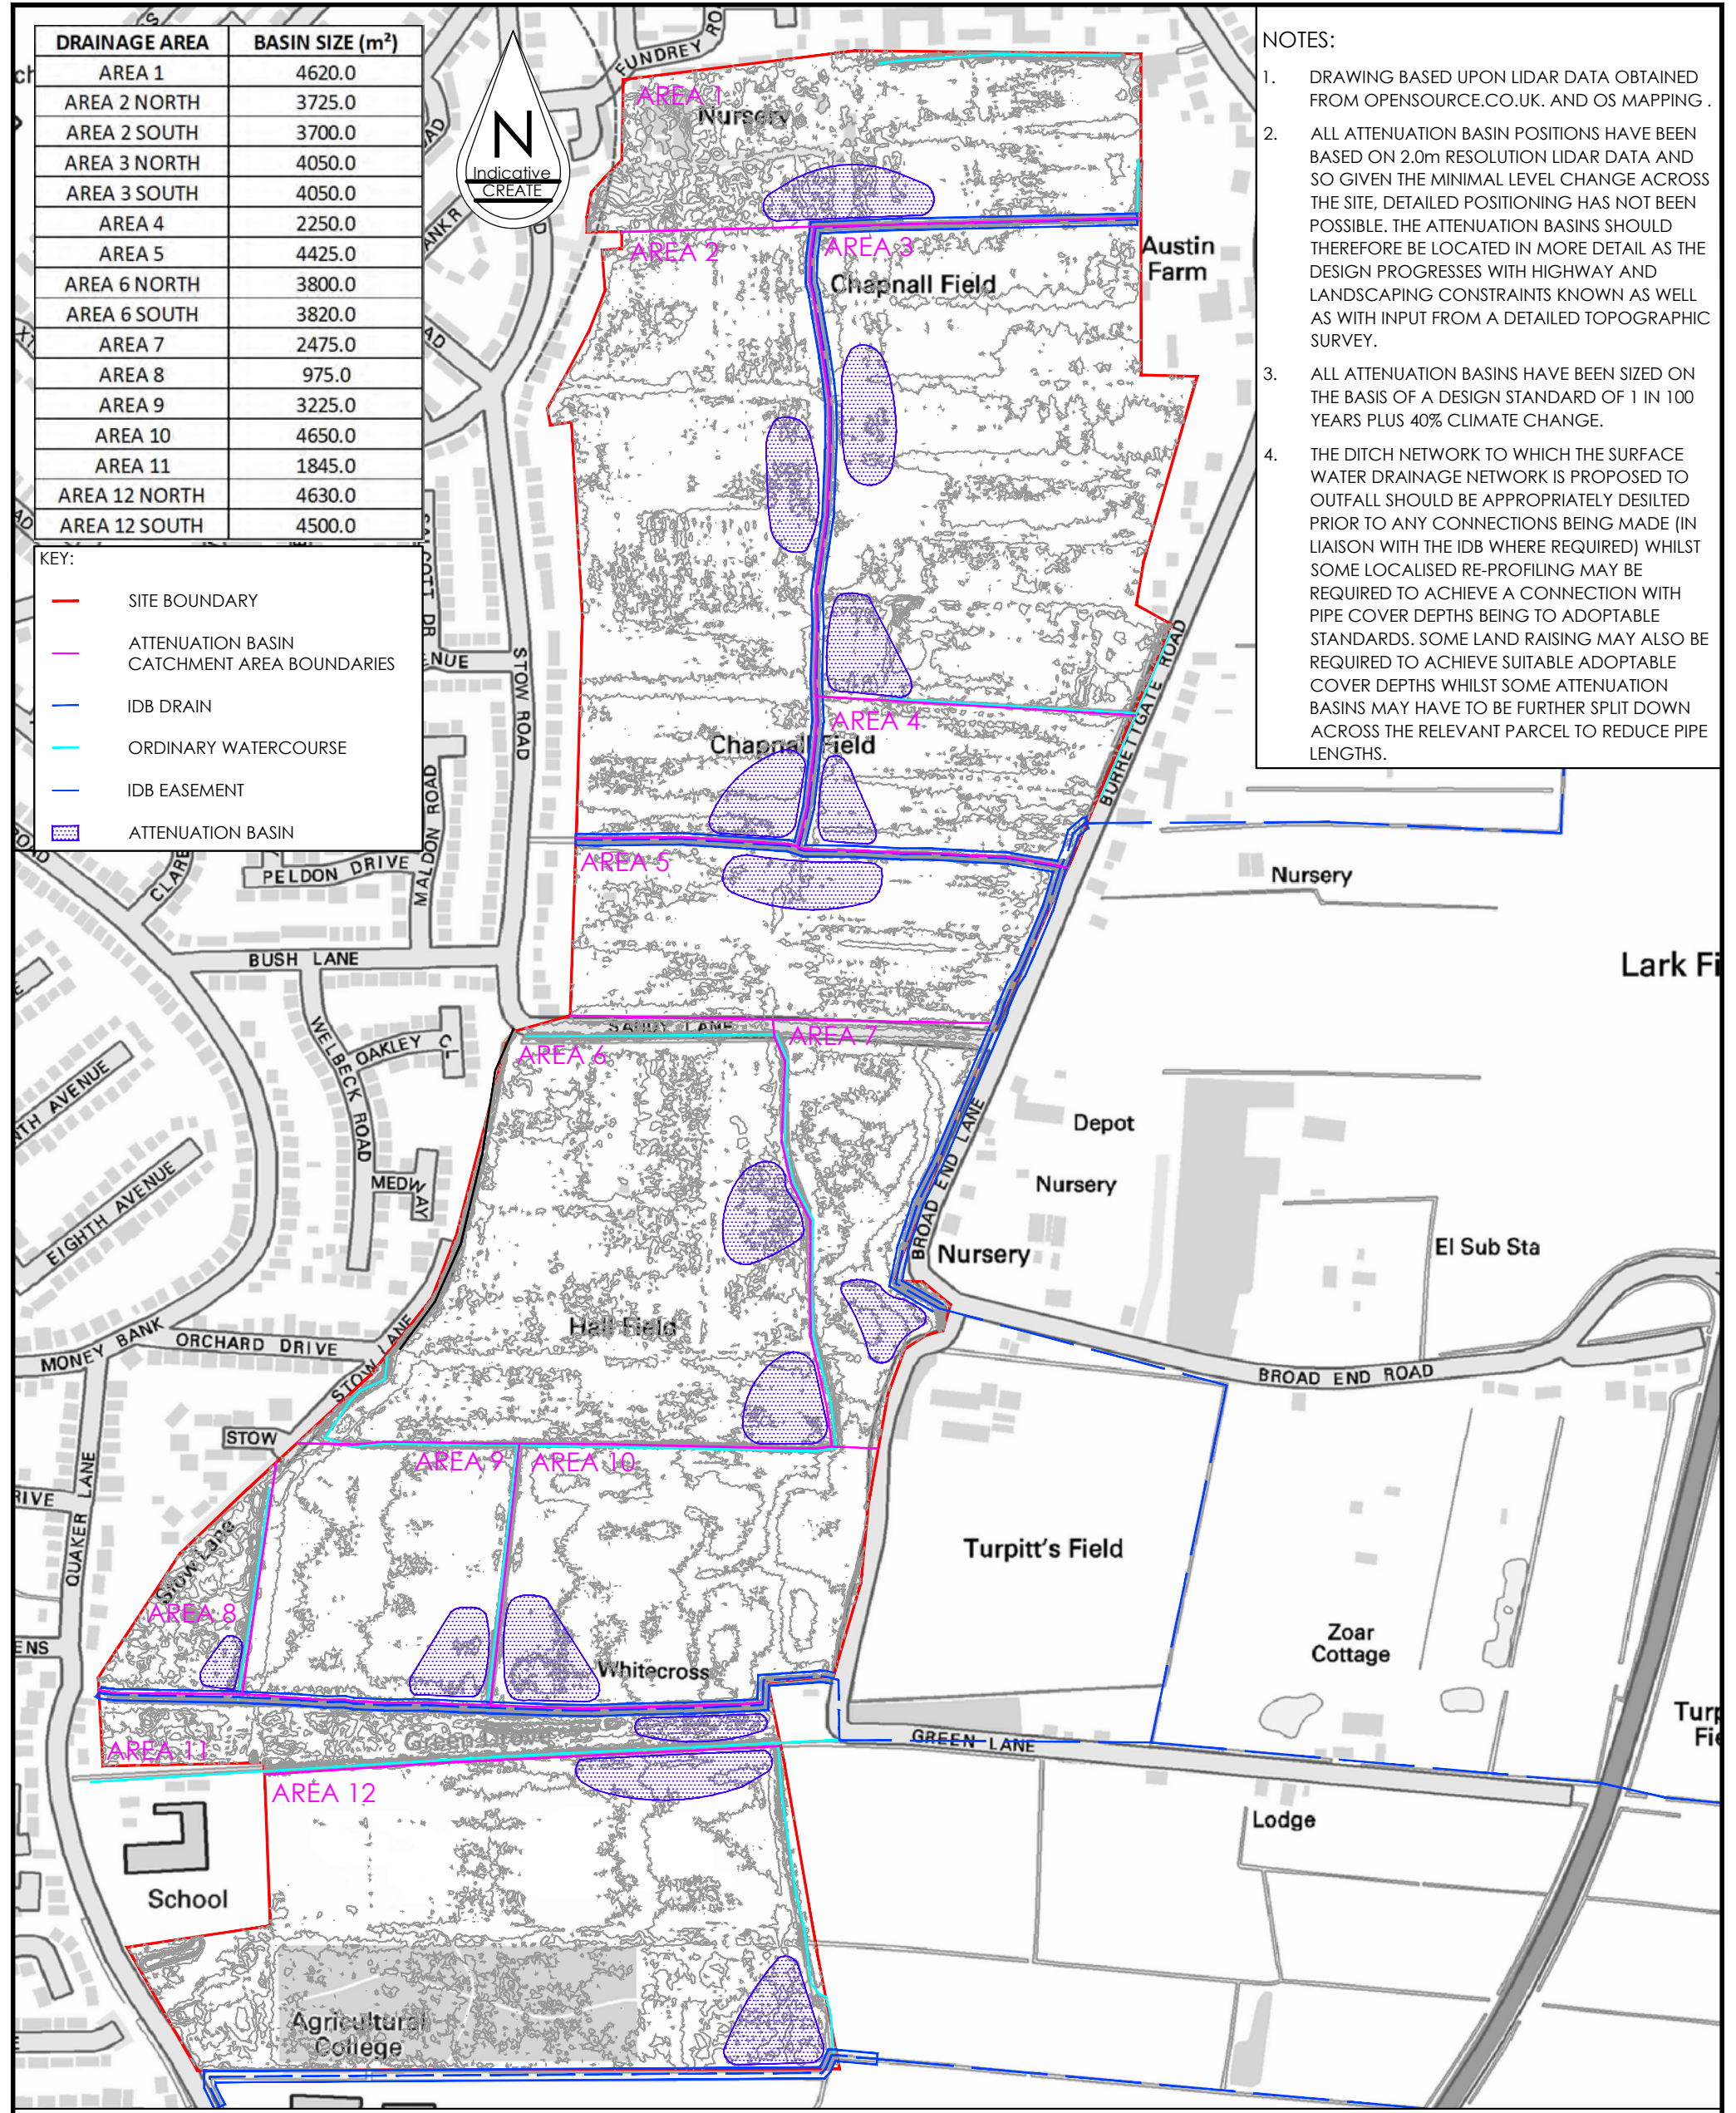 DRAINAGE AREA BASIN SIZE (m²)
AREA 1 4620.0
AREA 2 NORTH 3725.0
AREA 2 SOUTH 3700.0
AREA 3 NORTH 4050.0
AREA 3 SOUTH 4050.0
AREA 4 2250.0
AREA 5 4425.0
AREA 6 NORTH 3800.0
AREA 6 SOUTH 3820.0
AREA 7 2475.0
AREA 8 975.0
AREA 9 3225.0
AREA 10 4650.0
AREA 11 1845.0
AREA 12 NORTH 4630.0
AREA 12 SOUTH 4500.0
KEY:
SITE BOUNDARY
ATTENUATION BASIN
CATCHMENT AREA BOUNDARIES
IDB DRAIN
ORDINARY WATERCOURSE
IDB EASEMENT
ATTENUATION BASIN
N
Indicative
CREATE
NOTES:
1. DRAWING BASED UPON LIDAR DATA OBTAINED
FROM OPENSOURCE.CO.UK. AND OS MAPPING .
2. ALL ATTENUATION BASIN POSITIONS HAVE BEEN
BASED ON 2.0m RESOLUTION LIDAR DATA AND
SO GIVEN THE MINIMAL LEVEL CHANGE ACROSS
THE SITE, DETAILED POSITIONING HAS NOT BEEN
POSSIBLE. THE ATTENUATION BASINS SHOULD
THEREFORE BE LOCATED IN MORE DETAIL AS THE
DESIGN PROGRESSES WITH HIGHWAY AND
LANDSCAPING CONSTRAINTS KNOWN AS WELL
AS WITH INPUT FROM A DETAILED TOPOGRAPHIC
SURVEY.
3. ALL ATTENUATION BASINS HAVE BEEN SIZED ON
THE BASIS OF A DESIGN STANDARD OF 1 IN 100
YEARS PLUS 40% CLIMATE CHANGE.
4. THE DITCH NETWORK TO WHICH THE SURFACE
WATER DRAINAGE NETWORK IS PROPOSED TO
OUTFALL SHOULD BE APPROPRIATELY DESILTED
PRIOR TO ANY CONNECTIONS BEING MADE (IN
LIAISON WITH THE IDB WHERE REQUIRED) WHILST
SOME LOCALISED RE-PROFILING MAY BE
REQUIRED TO ACHIEVE A CONNECTION WITH
PIPE COVER DEPTHS BEING TO ADOPTABLE
STANDARDS. SOME LAND RAISING MAY ALSO BE
REQUIRED TO ACHIEVE SUITABLE ADOPTABLE
COVER DEPTHS WHILST SOME ATTENUATION
BASINS MAY HAVE TO BE FURTHER SPLIT DOWN
ACROSS THE RELEVANT PARCEL TO REDUCE PIPE
LENGTHS.
FUNDREY RO
AREA 1
Nursery
AREA 2
AREA 3
Austin
Farm
Chapnall Field
STOW ROAD
BURRETTGATE ROAD
AREA 4
Chapnall Field
AREA 5
Nursery
PELDON DRIVE
MALDON ROAD
CLARE
BUSH LANE
Lark Fi
SANDY LANE
AREA 6
AREA 7
WELBECK ROAD
OAKLEY CL
MEDWAY
EIGHTH AVENUE
Depot
Nursery
BROAD END LANE
Nursery
El Sub Sta
Hall Field
MONEY BANK
ORCHARD DRIVE
STOW LANE
BROAD END ROAD
STOW
QUAKER LANE
AREA 9
AREA 10
Turpitt's Field
Stow Lane
AREA 8
Zoar
Cottage
Whitecross
GREEN LANE
AREA 11
AREA 12
Lodge
School
Agricultural
College